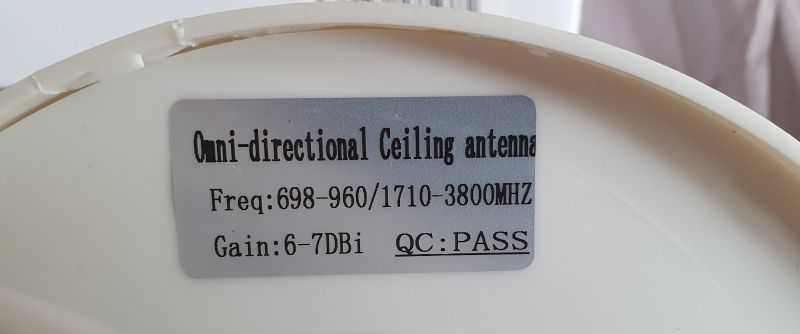 Omni-directional Ceiling antenna
Freq:698-960/1710-3800MHZ
Gain:6-7DBi QC:PASS